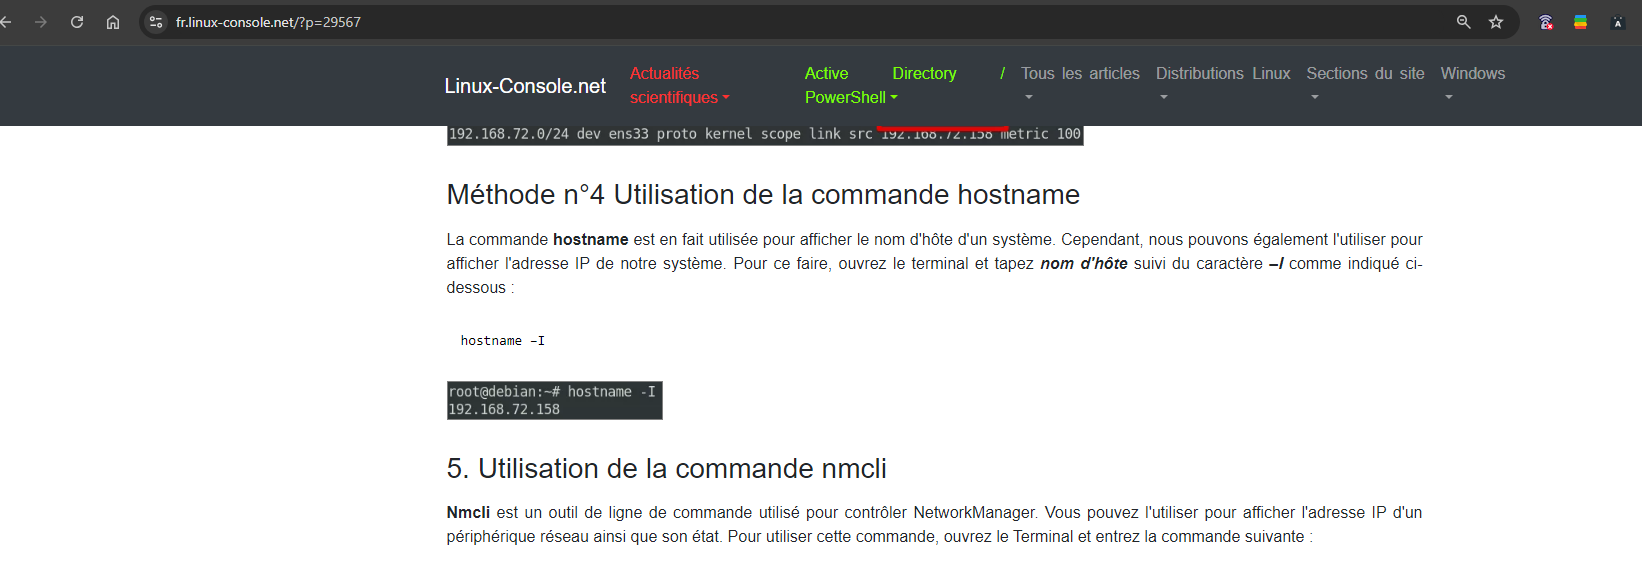 fr.linux-console.net/?p=29567
Linux-Console.net
Actualités scientifiques
Active Directory / PowerShell
Tous les articles
Distributions Linux
Sections du site
Windows
192.168.72.0/24 dev ens33 proto kernel scope link src 192.168.72.158 metric 100
Méthode n°4 Utilisation de la commande hostname
La commande hostname est en fait utilisée pour afficher le nom d'hôte d'un système. Cependant, nous pouvons également l'utiliser pour
afficher l'adresse IP de notre système. Pour ce faire, ouvrez le terminal et tapez nom d'hôte suivi du caractère –I comme indiqué ci-
dessous :
hostname –I
root@debian:~# hostname -I
192.168.72.158
5. Utilisation de la commande nmcli
Nmcli est un outil de ligne de commande utilisé pour contrôler NetworkManager. Vous pouvez l'utiliser pour afficher l'adresse IP d'un
périphérique réseau ainsi que son état. Pour utiliser cette commande, ouvrez le Terminal et entrez la commande suivante :